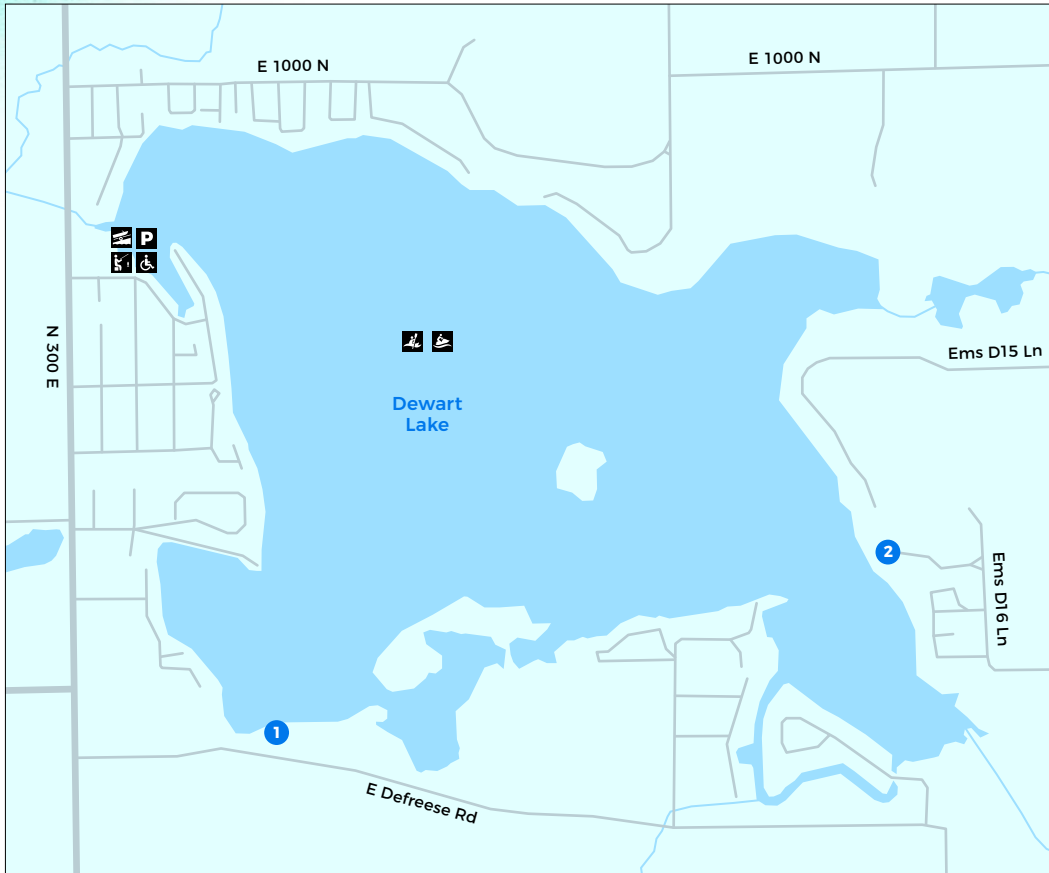 E 1000 N
E 1000 N
P
N 300 E
Ems D15 Ln
Dewart
Lake
2
Ems D16 Ln
1
E Defreese Rd